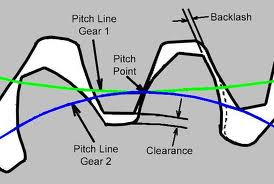 Pitch Line
Gear 1
Backlash
Pitch
Point
Pitch Line
Gear 2
Clearance